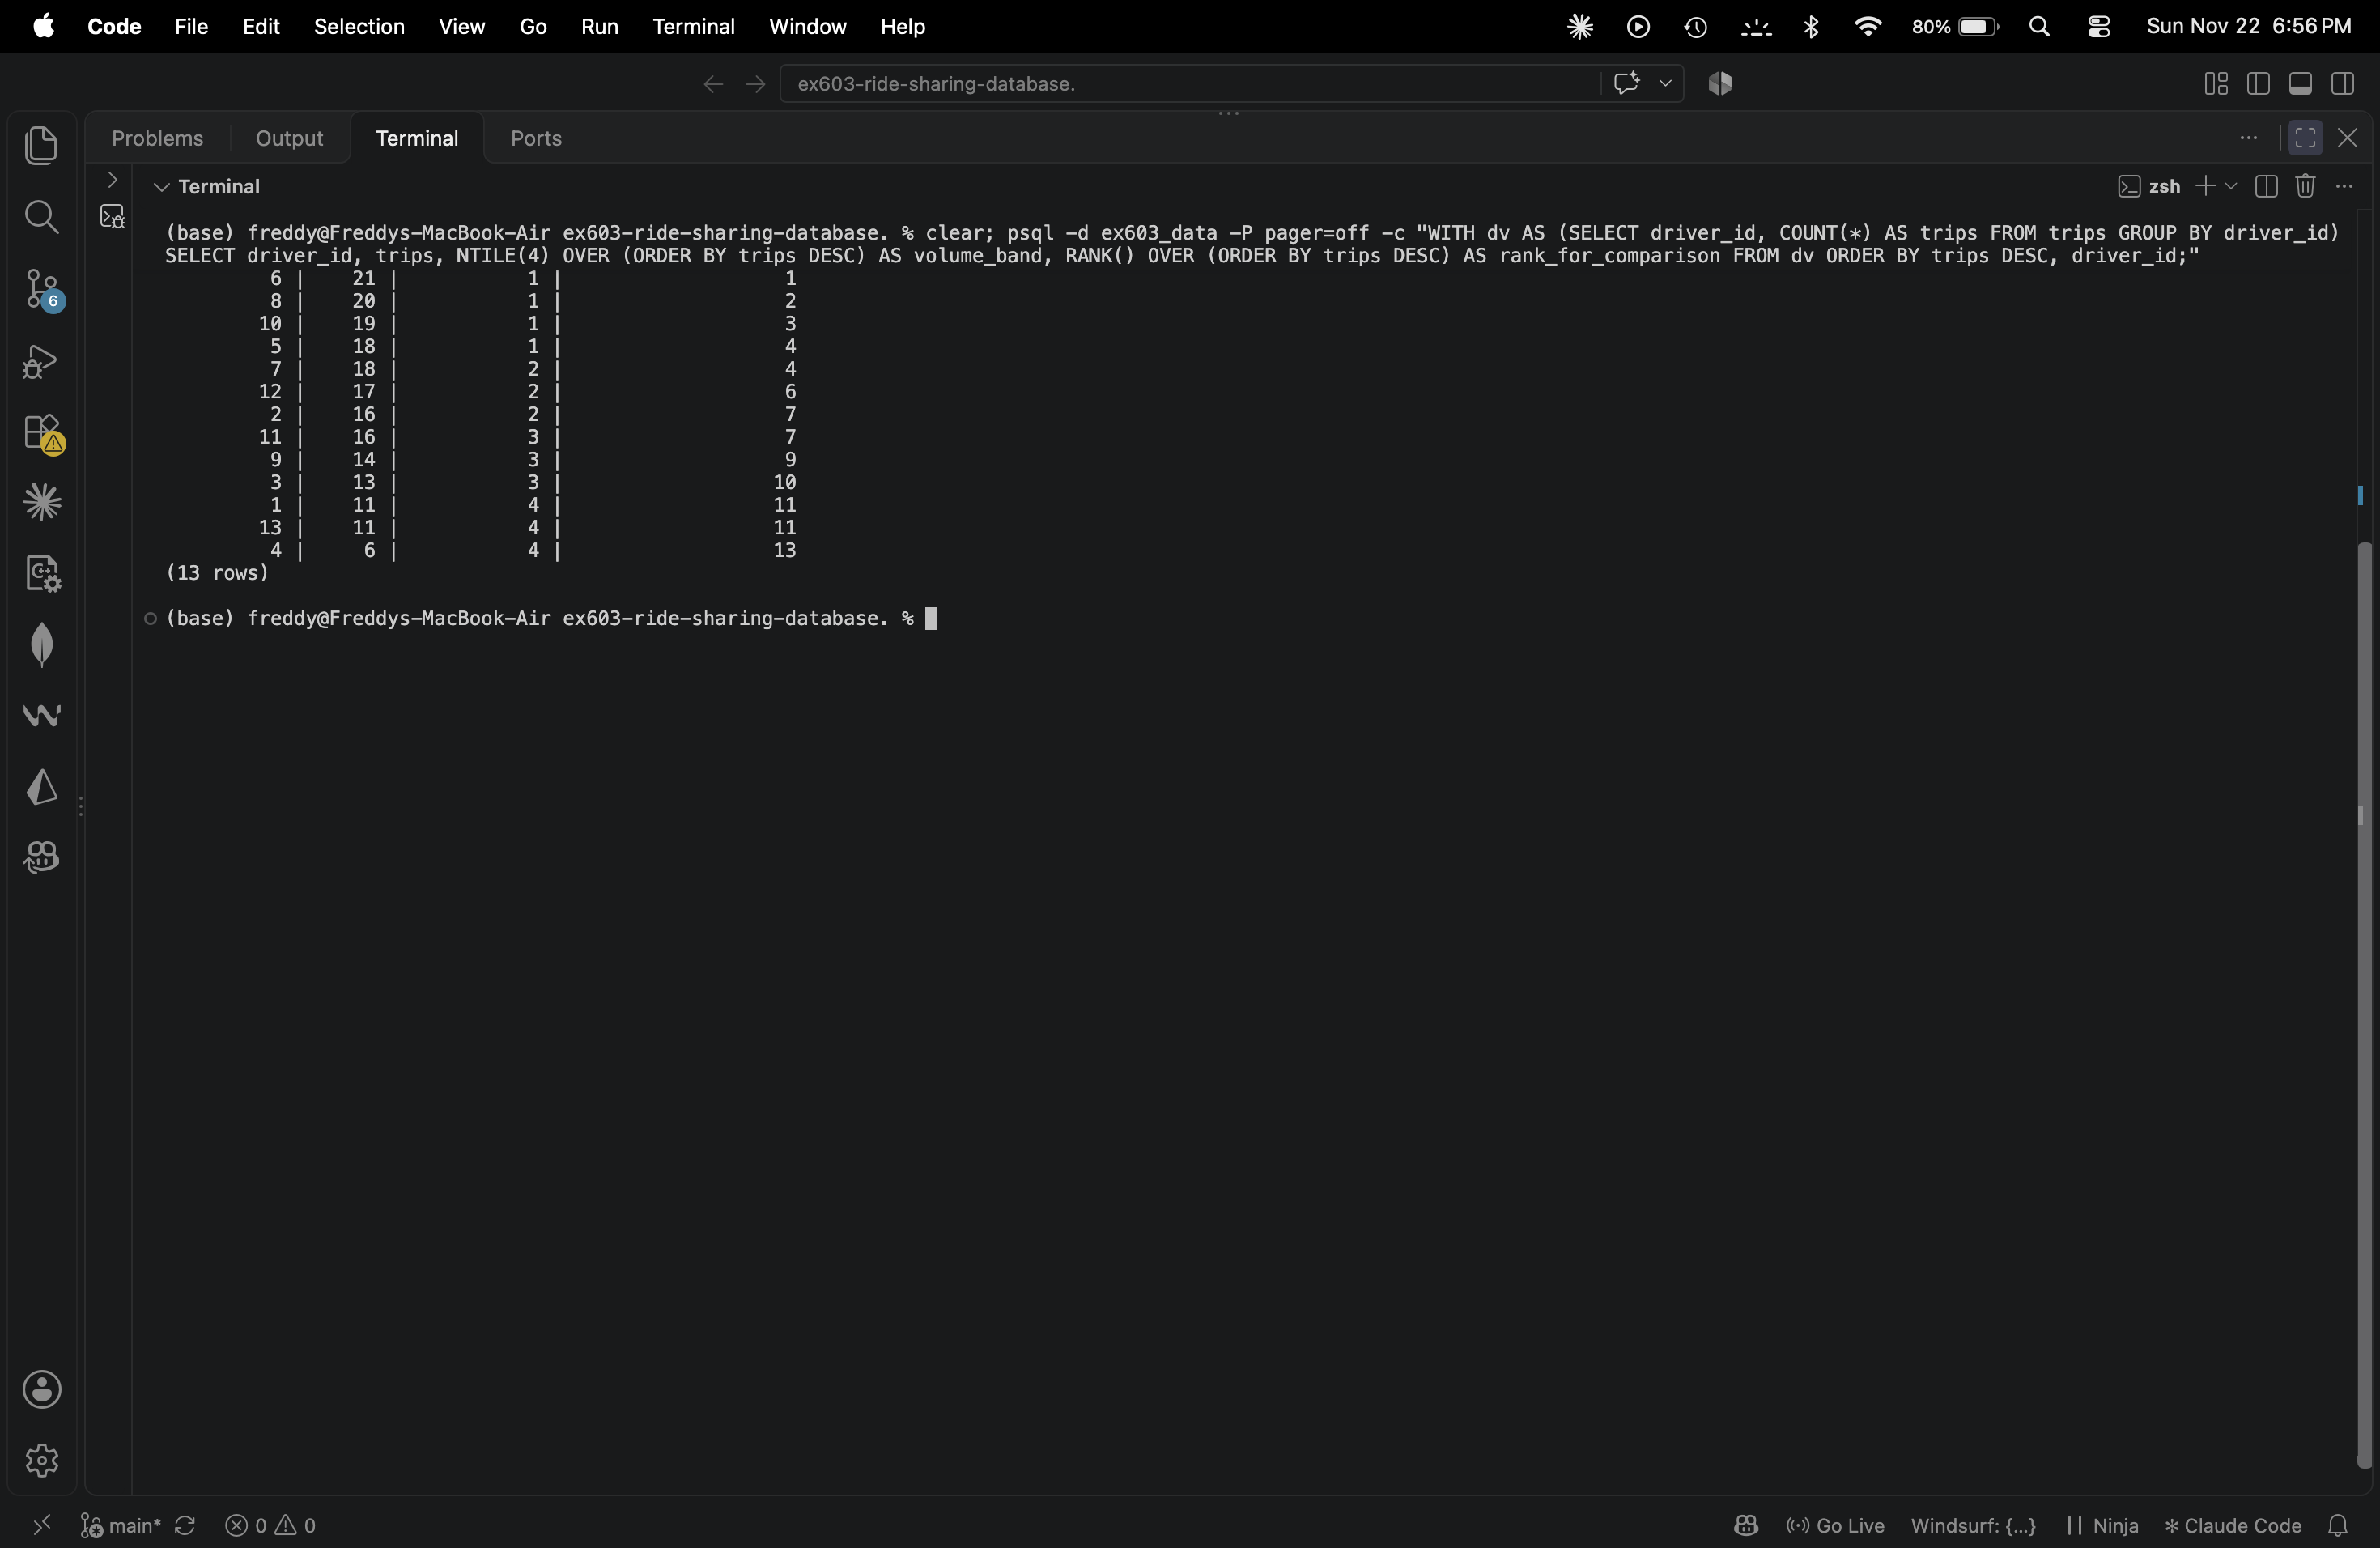 Code File Edit Selection View Go Run Terminal Window Help 80% Sun Nov 22 6:56 PM
ex603-ride-sharing-database.
Problems Output Terminal Ports
Terminal zsh
(base) freddy@Freddys-MacBook-Air ex603-ride-sharing-database. % clear; psql -d ex603_data -P pager=off -c "WITH dv AS (SELECT driver_id, COUNT(*) AS trips FROM trips GROUP BY driver_id)
SELECT driver_id, trips, NTILE(4) OVER (ORDER BY trips DESC) AS volume_band, RANK() OVER (ORDER BY trips DESC) AS rank_for_comparison FROM dv ORDER BY trips DESC, driver_id;"
6 | 21 | 1 | 1
8 | 20 | 1 | 2
10 | 19 | 1 | 3
5 | 18 | 1 | 4
7 | 18 | 2 | 4
12 | 17 | 2 | 6
2 | 16 | 2 | 7
11 | 16 | 3 | 7
9 | 14 | 3 | 9
3 | 13 | 3 | 10
1 | 11 | 4 | 11
13 | 11 | 4 | 11
4 | 6 | 4 | 13
(13 rows)
(base) freddy@Freddys-MacBook-Air ex603-ride-sharing-database. %
6
main* 0 0 Go Live Windsurf: {...} Ninja Claude Code